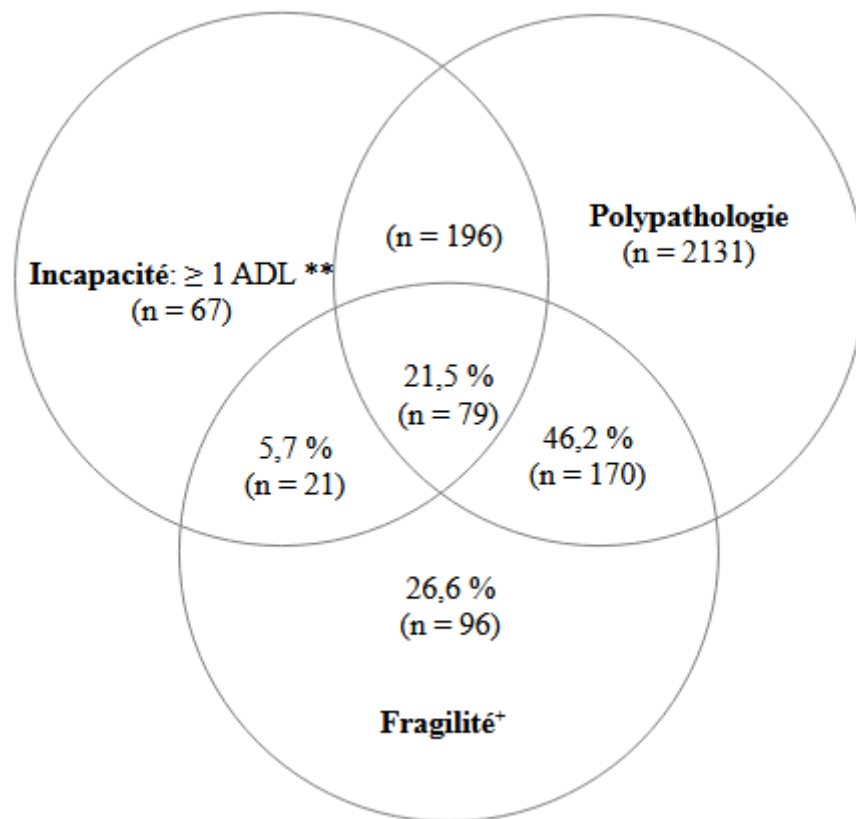 Polypathologie
(n = 2131)
(n = 196)
Incapacité: ≥ 1 ADL **
(n = 67)
21,5 %
(n = 79)
5,7 %
(n = 21)
46,2 %
(n = 170)
26,6 %
(n = 96)
Fragilité⁺